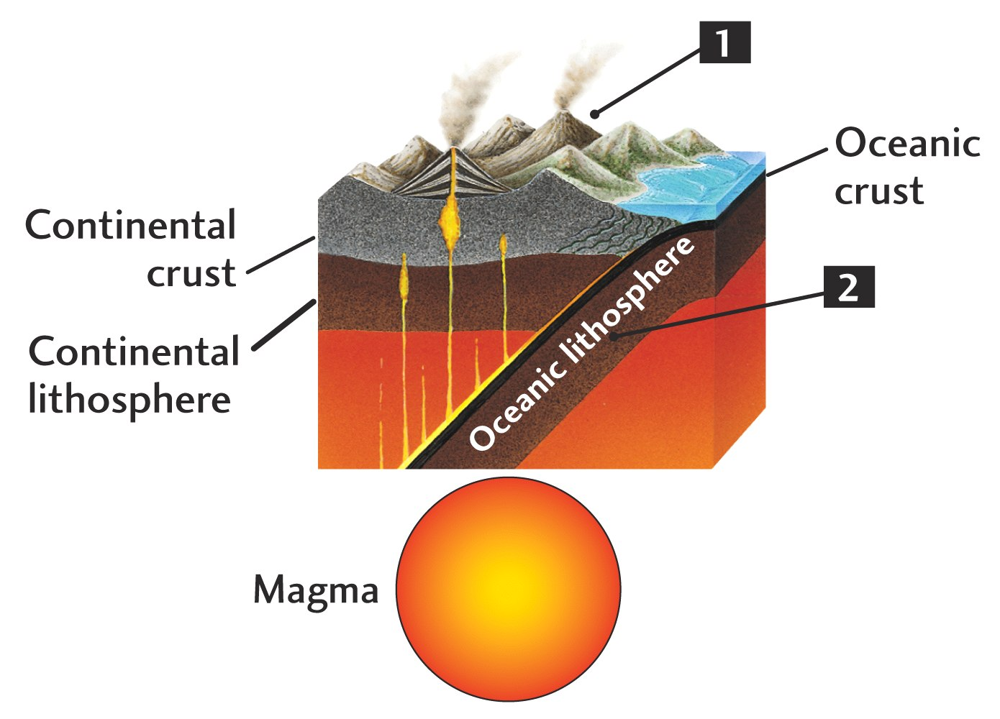 1
Oceanic
crust
Continental
crust
2
Oceanic lithosphere
Continental
lithosphere
Magma